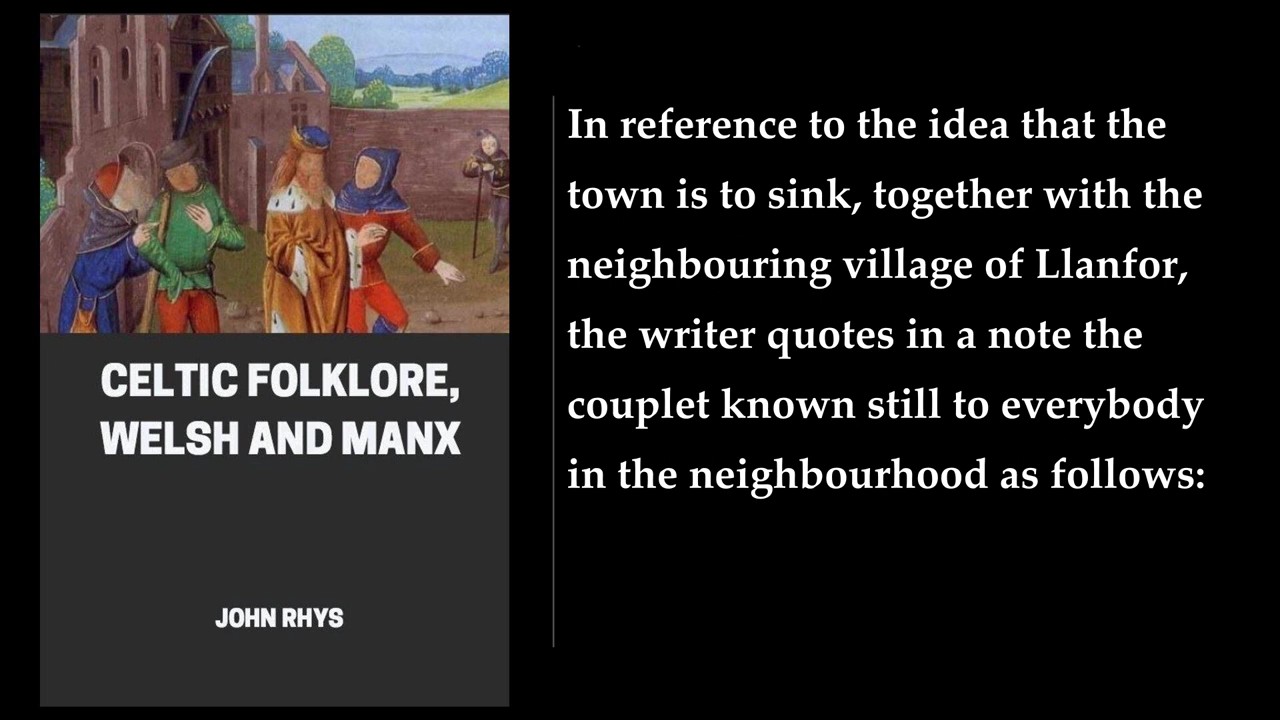 CELTIC FOLKLORE,
WELSH AND MANX
JOHN RHYS
In reference to the idea that the
town is to sink, together with the
neighbouring village of Llanfor,
the writer quotes in a note the
couplet known still to everybody
in the neighbourhood as follows: